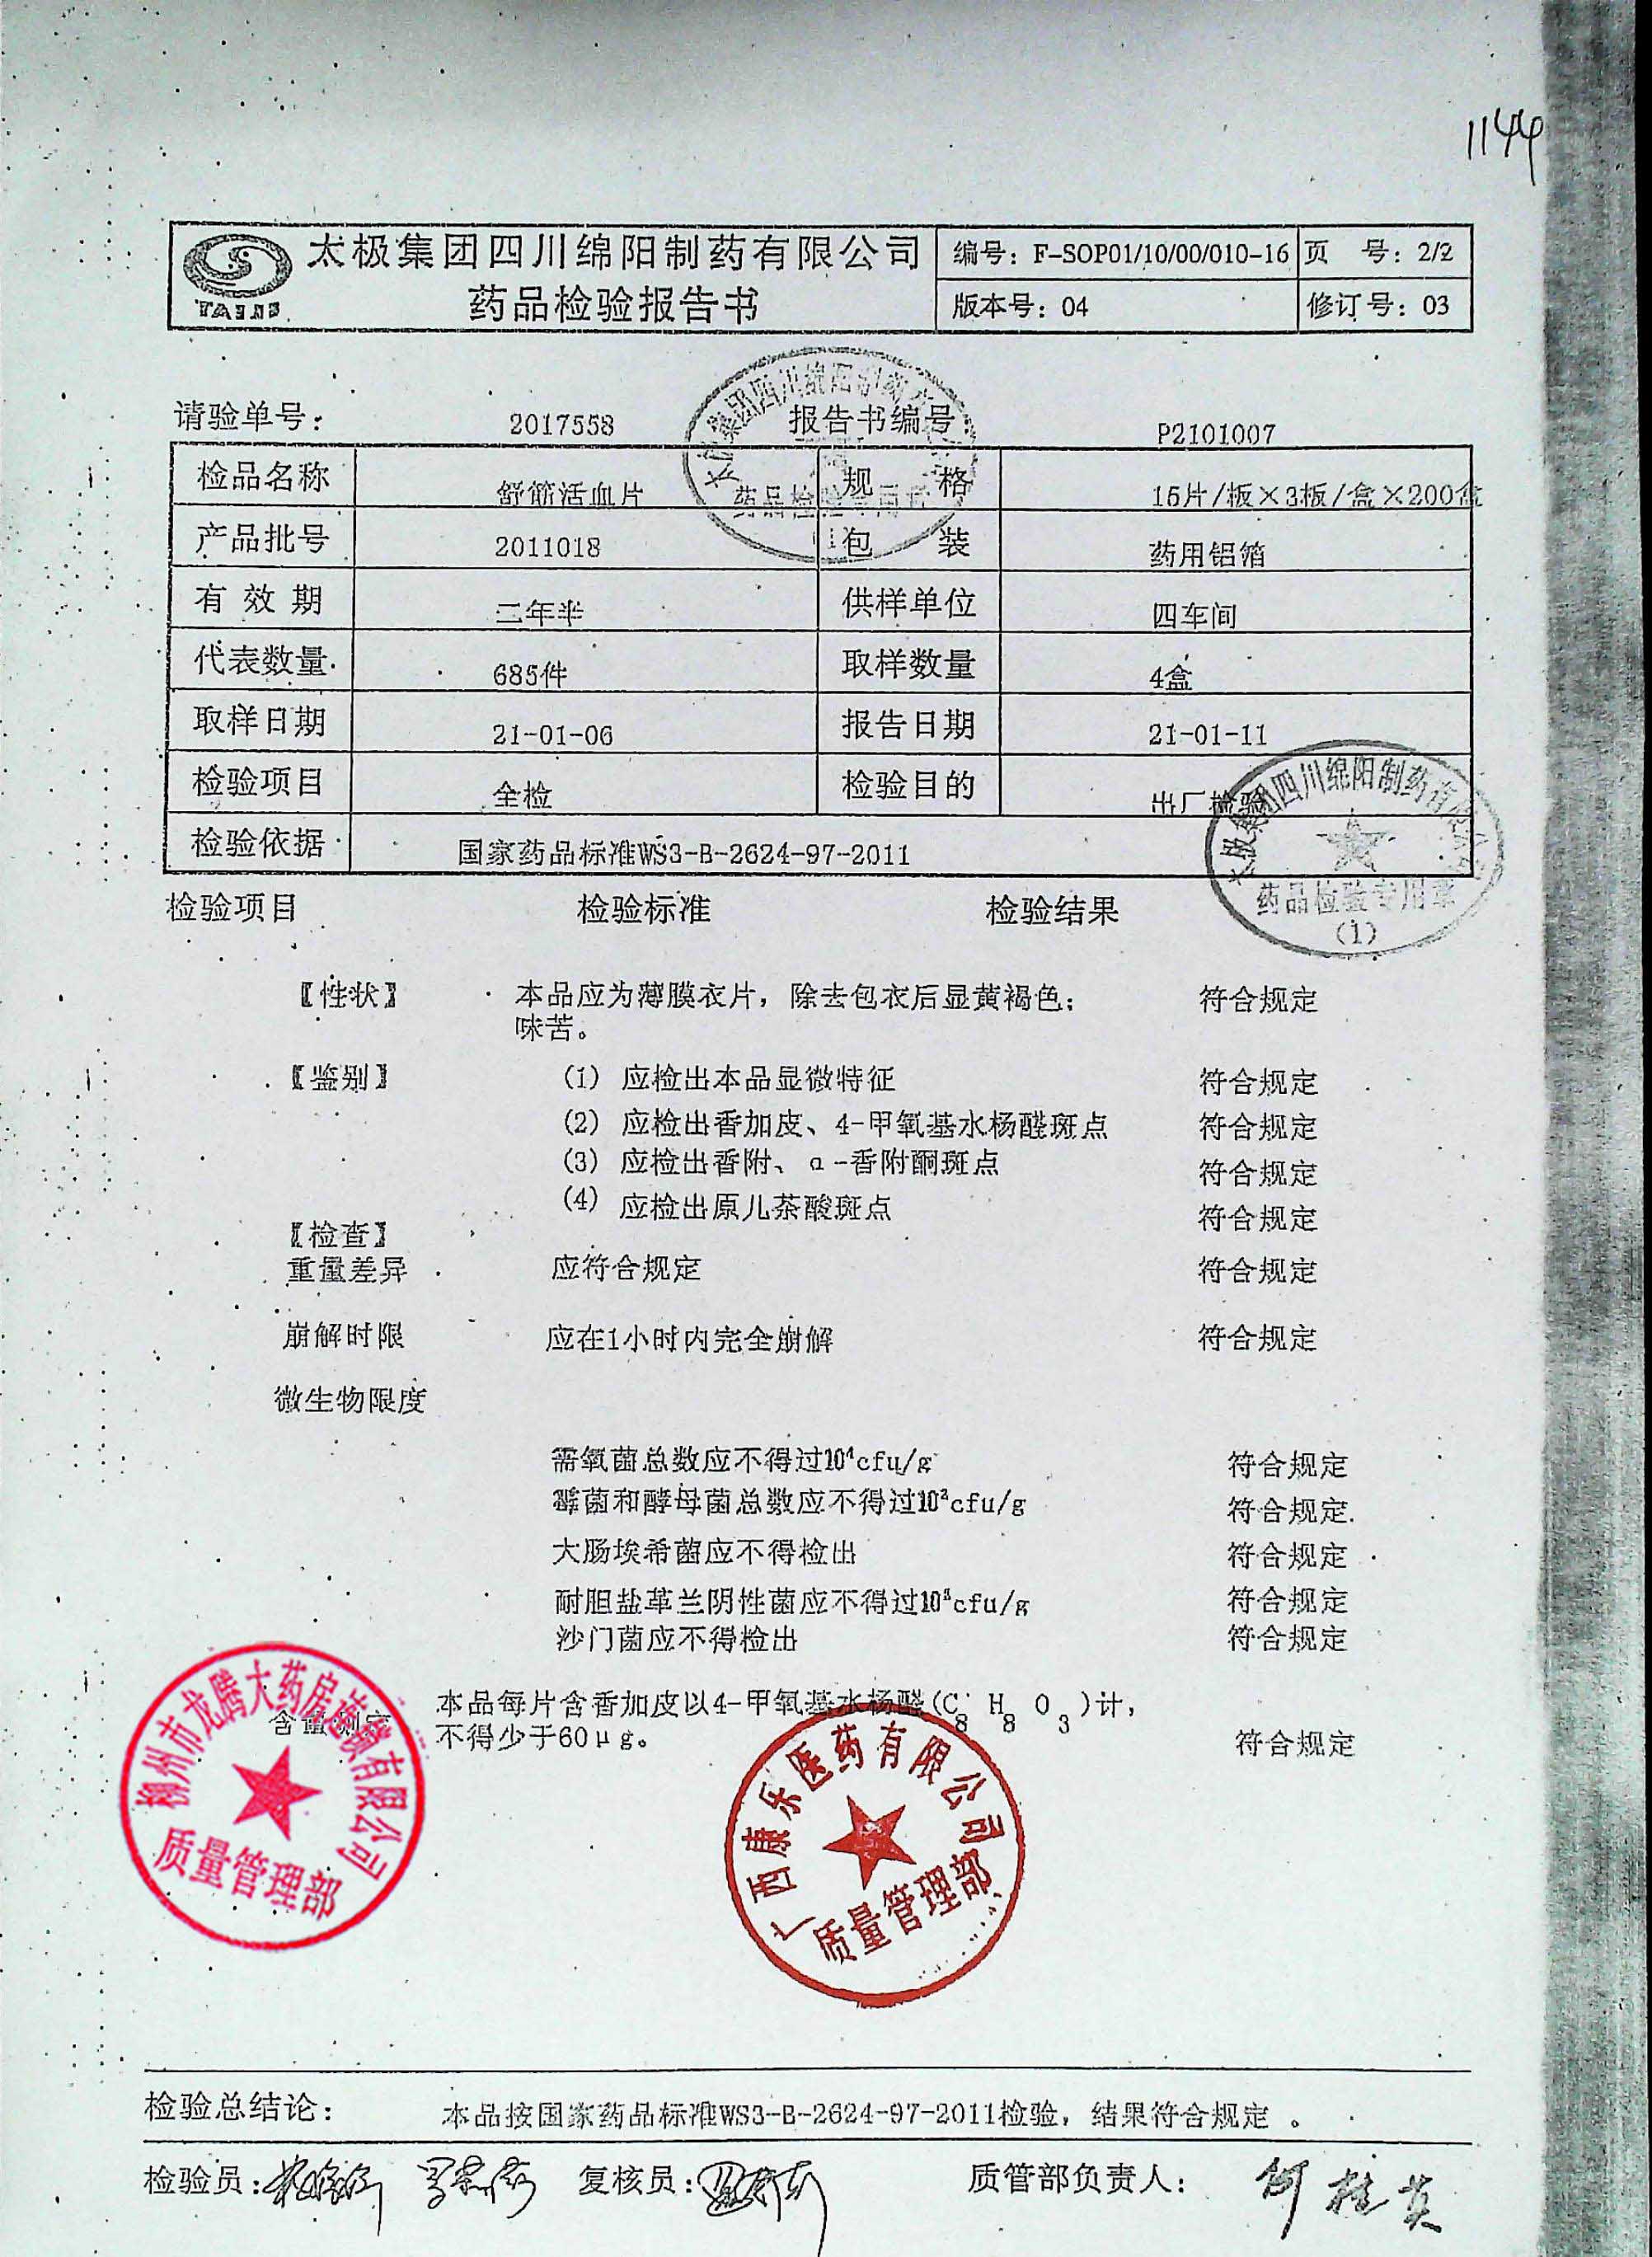 1144
太极集团四川绵阳制药有限公司
药品检验报告书
TAIJI
编号：F-SOP01/10/00/010-16 页 号：2/2
版本号：04 修订号：03
请验单号： 2017558 报告书编号： P2101007
检品名称 舒筋活血片 规 格 15片/板×3板/盒×200盒
产品批号 2011018 包 装 药用铝箔
有 效 期 二年半 供样单位 四车间
代表数量 685件 取样数量 4盒
取样日期 21-01-06 报告日期 21-01-11
检验项目 全检 检验目的 出厂检验
检验依据 国家药品标准WS3-B-2624-97-2011
太极集团四川绵阳制药有限公司
药品检验专用章
(1)
检验项目 检验标准 检验结果
【性状】 本品应为薄膜衣片，除去包衣后显黄褐色； 符合规定
味苦。
【鉴别】 (1) 应检出本品显微特征 符合规定
(2) 应检出香加皮、4-甲氧基水杨醛斑点 符合规定
(3) 应检出香附、α-香附酮斑点 符合规定
(4) 应检出原儿茶酸斑点 符合规定
【检查】
重量差异 应符合规定 符合规定
崩解时限 应在1小时内完全崩解 符合规定
微生物限度
需氧菌总数应不得过10⁴cfu/g 符合规定
霉菌和酵母菌总数应不得过10²cfu/g 符合规定
大肠埃希菌应不得检出 符合规定
耐胆盐革兰阴性菌应不得过10²cfu/g 符合规定
沙门菌应不得检出 符合规定
含量测定 本品每片含香加皮以4-甲氧基水杨醛(C₈H₈O₃)计，
不得少于60μg。 符合规定
柳州市龙腾大药房连锁有限公司
质量管理部
广西康乐医药有限公司
质量管理部
检验总结论： 本品按国家药品标准WS3-B-2624-97-2011检验，结果符合规定 。
检验员： 复核员： 质管部负责人： 何桂英